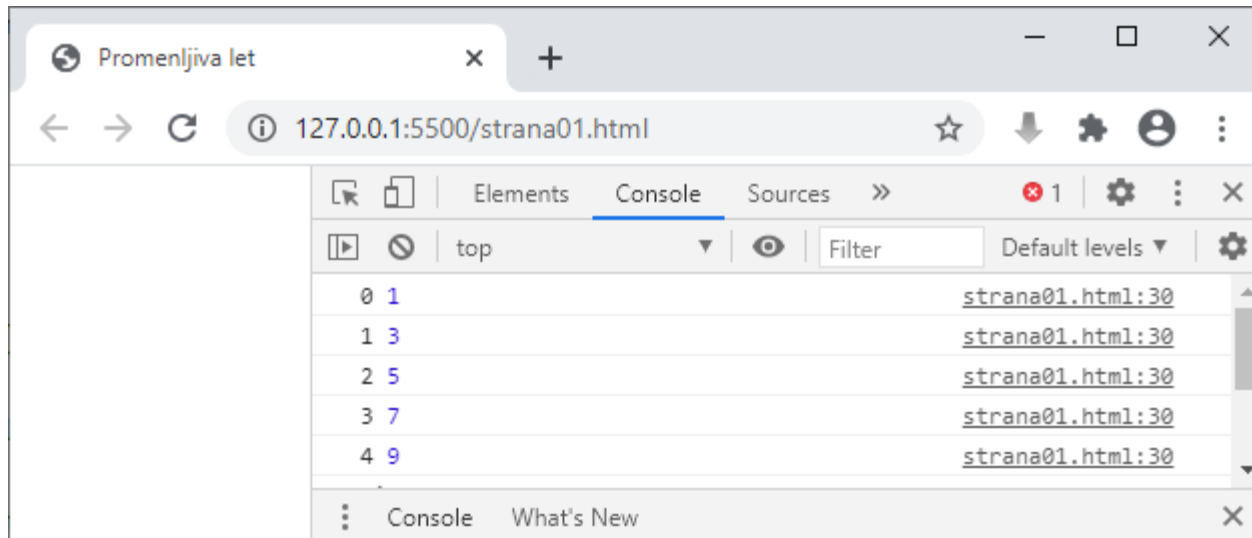 Promenljiva let
127.0.0.1:5500/strana01.html
Elements Console Sources » 1
top Filter Default levels
0 1 strana01.html:30
1 3 strana01.html:30
2 5 strana01.html:30
3 7 strana01.html:30
4 9 strana01.html:30
Console What's New